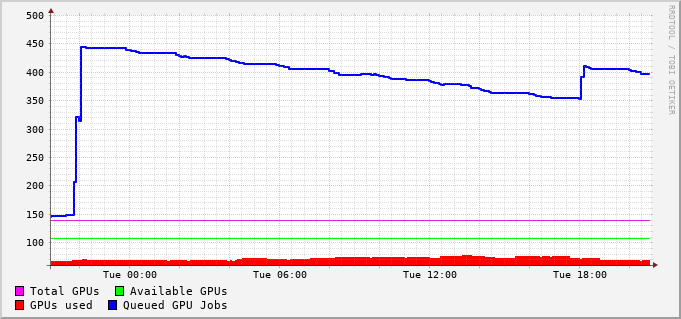 500
450
400
350
300
250
200
150
100
Tue 00:00 Tue 06:00 Tue 12:00 Tue 18:00
Total GPUs Available GPUs
GPUs used Queued GPU Jobs
RRDTOOL / TOBI OETIKER